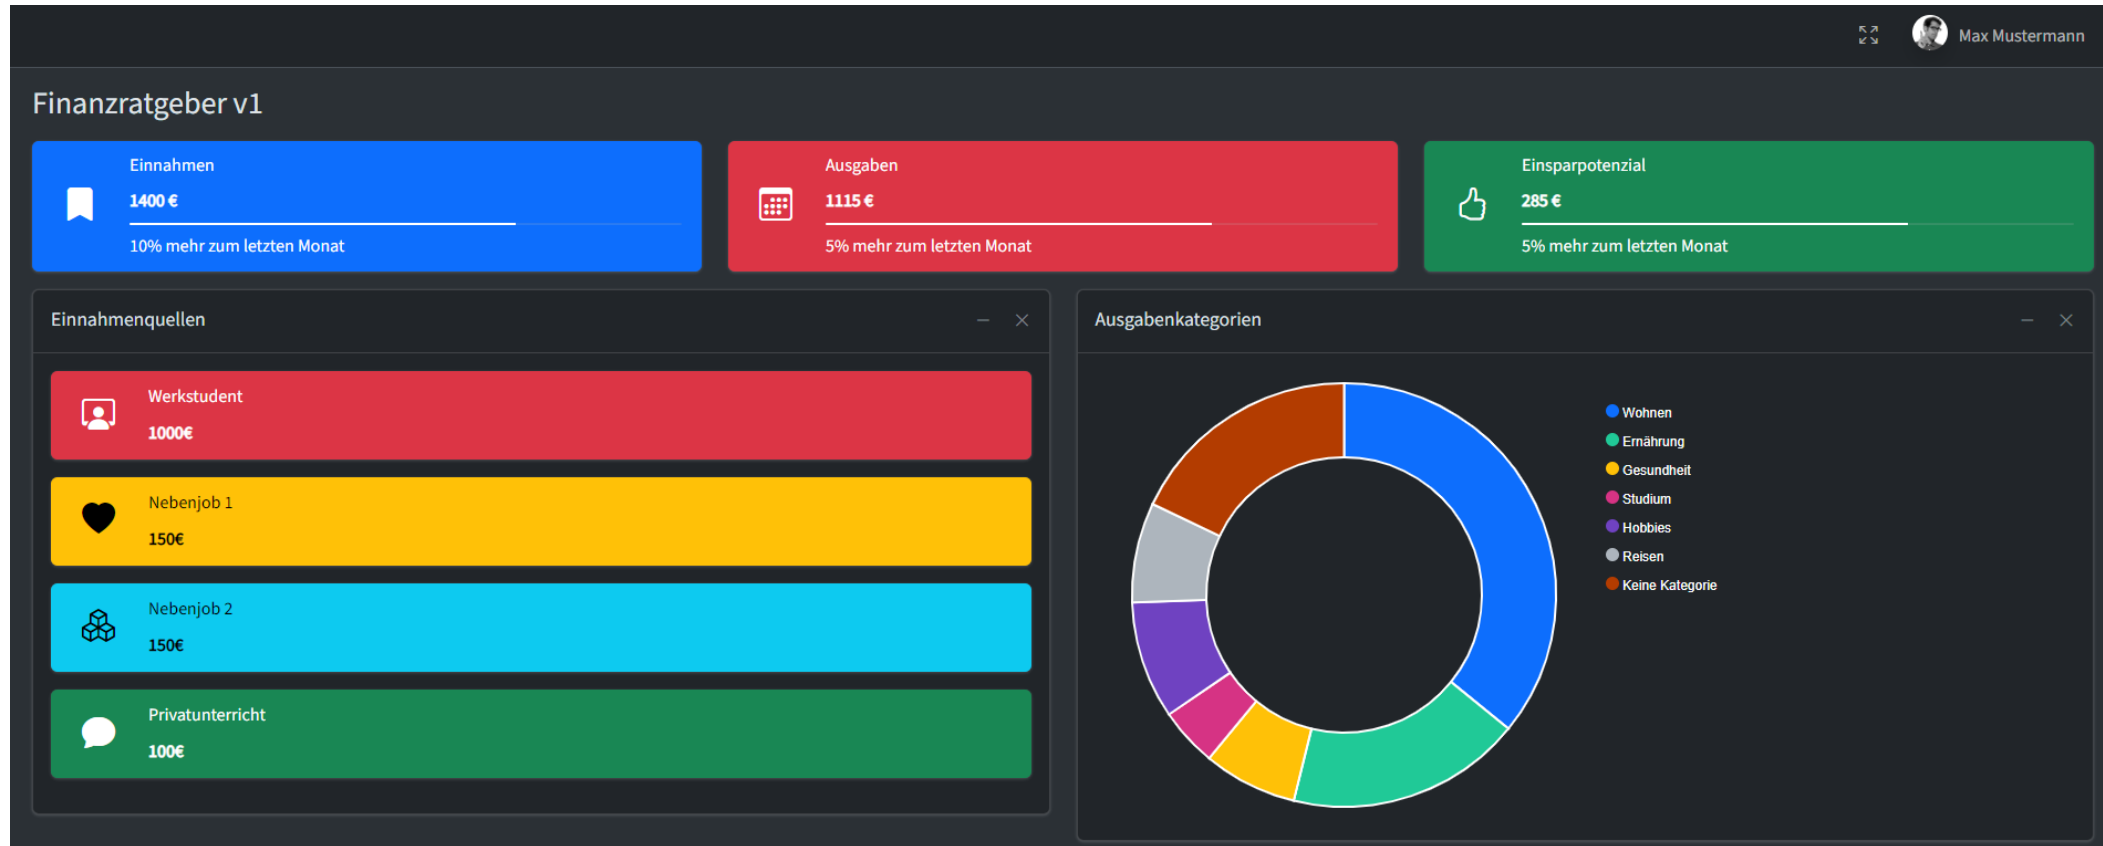 Max Mustermann
Finanzratgeber v1
Einnahmen
1400 €
10% mehr zum letzten Monat
Ausgaben
1115 €
5% mehr zum letzten Monat
Einsparpotenzial
285 €
5% mehr zum letzten Monat
Einnahmenquellen
Werkstudent
1000€
Nebenjob 1
150€
Nebenjob 2
150€
Privatunterricht
100€
Ausgabenkategorien
Wohnen
Ernährung
Gesundheit
Studium
Hobbies
Reisen
Keine Kategorie